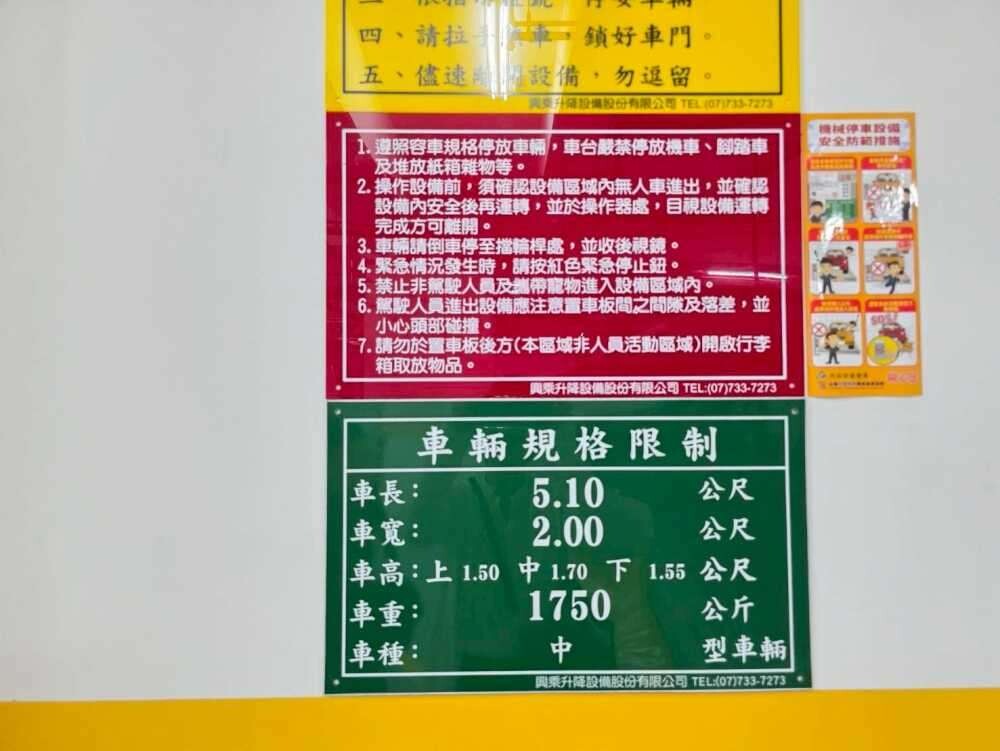 四、請拉手煞車，鎖好車門。
五、儘速離開設備，勿逗留。
興乘升降設備股份有限公司 TEL:(07)733-7273
1. 遵照容車規格停放車輛，車台嚴禁停放機車、腳踏車
及堆放紙箱雜物等。
2. 操作設備前，須確認設備區域內無人車進出，並確認
設備內安全後再運轉，並於操作器處，目視設備運轉
完成方可離開。
3. 車輛請倒車停至擋輪桿處，並收後視鏡。
4. 緊急情況發生時，請按紅色緊急停止鈕。
5. 禁止非駕駛人員及攜帶寵物進入設備區域內。
6. 駕駛人員進出設備應注意置車板間之間隙及落差，並
小心頭部碰撞。
7. 請勿於置車板後方(本區域非人員活動區域)開啟行李
箱取放物品。
興乘升降設備股份有限公司 TEL:(07)733-7273
機械停車設備
安全防範措施
車輛規格限制
車長： 5.10 公尺
車寬： 2.00 公尺
車高：上 1.50 中 1.70 下 1.55 公尺
車重： 1750 公斤
車種： 中 型車輛
興乘升降設備股份有限公司 TEL:(07)733-7273